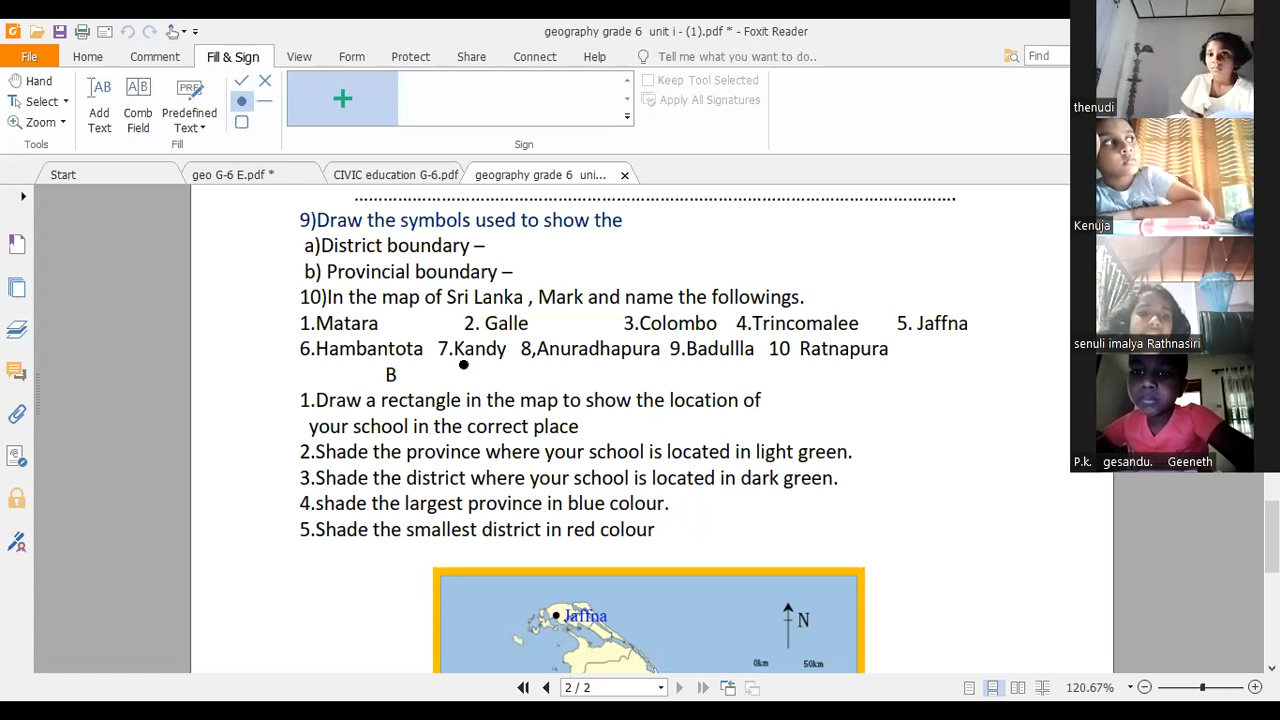 geography grade 6 unit i - (1).pdf * - Foxit Reader
File Home Comment Fill & Sign View Form Protect Share Connect Help Tell me what you want to do.. Find
Hand
Select
Zoom
Tools
Add Text
Comb Field
Predefined Text
Fill
Keep Tool Selected
Apply All Signatures
Sign
Start geo G-6 E.pdf * CIVIC education G-6.pdf geography grade 6 uni...
9)Draw the symbols used to show the
a)District boundary –
b) Provincial boundary –
10)In the map of Sri Lanka , Mark and name the followings.
1.Matara 2. Galle 3.Colombo 4.Trincomalee 5. Jaffna
6.Hambantota 7.Kandy 8,Anuradhapura 9.Badullla 10 Ratnapura
B
1.Draw a rectangle in the map to show the location of
your school in the correct place
2.Shade the province where your school is located in light green.
3.Shade the district where your school is located in dark green.
4.shade the largest province in blue colour.
5.Shade the smallest district in red colour
Jaffna
N
0km 50km
2 / 2
120.67%
thenudi
Kenuja
senuli imalya Rathnasiri
P.k. gesandu. Geeneth